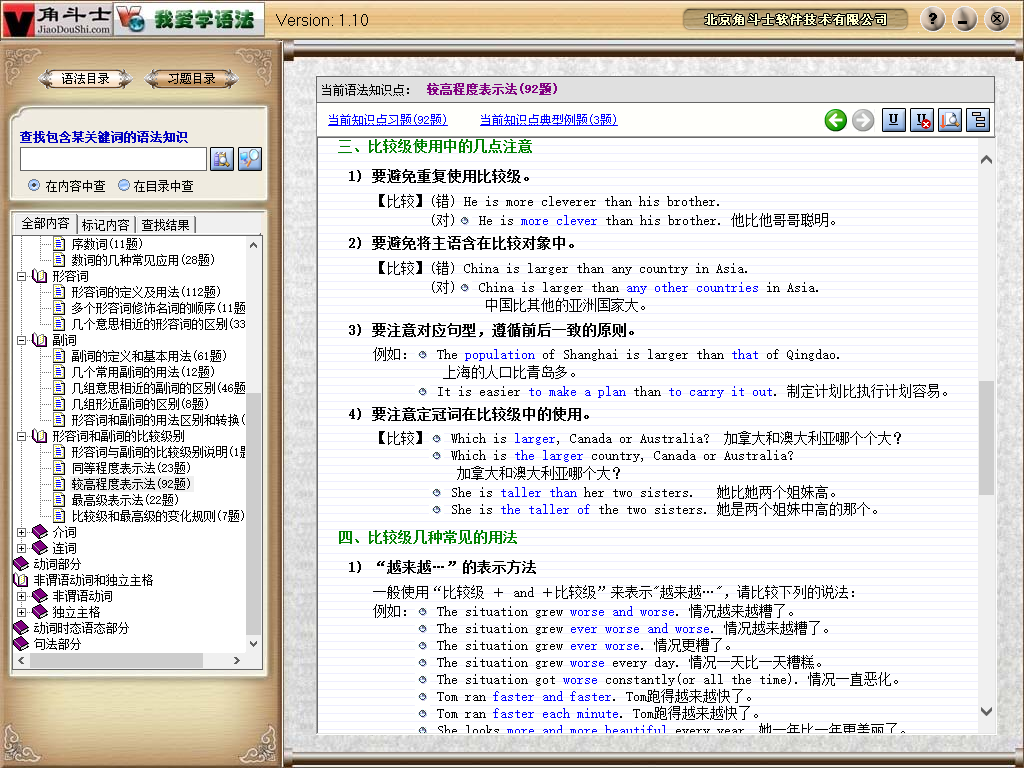 角斗士
JiaoDouShi.com
我爱学语法
Version: 1.10
北京角斗士软件技术有限公司
语法目录
习题目录
查找包含某关键词的语法知识
在内容中查
在目录中查
全部内容
标记内容
查找结果
序数词(11题)
数词的几种常见应用(28题)
形容词
形容词的定义及用法(112题)
多个形容词修饰名词的顺序(11题
几个意思相近的形容词的区别(33
副词
副词的定义和基本用法(61题)
几个常用副词的用法(12题)
几组意思相近的副词的区别(46题
几组形近副词的区别(8题)
形容词和副词的用法区别和转换(
形容词和副词的比较级别
形容词与副词的比较级别说明(1题
同等程度表示法(23题)
较高程度表示法(92题)
最高级表示法(22题)
比较级和最高级的变化规则(7题)
介词
连词
动词部分
非谓语动词和独立主格
非谓语动词
独立主格
动词时态语态部分
句法部分
当前语法知识点： 较高程度表示法(92题)
当前知识点习题(92题)
当前知识点典型例题(3题)
三、比较级使用中的几点注意
1) 要避免重复使用比较级。
【比较】(错) He is more cleverer than his brother.
(对) He is more clever than his brother. 他比他哥哥聪明。
2) 要避免将主语含在比较对象中。
【比较】(错) China is larger than any country in Asia.
(对) China is larger than any other countries in Asia.
中国比其他的亚洲国家大。
3) 要注意对应句型，遵循前后一致的原则。
例如： The population of Shanghai is larger than that of Qingdao.
上海的人口比青岛多。
It is easier to make a plan than to carry it out. 制定计划比执行计划容易。
4) 要注意定冠词在比较级中的使用。
【比较】 Which is larger, Canada or Australia? 加拿大和澳大利亚哪个个大?
Which is the larger country, Canada or Australia?
加拿大和澳大利亚哪个大?
She is taller than her two sisters. 她比她两个姐妹高。
She is the taller of the two sisters. 她是两个姐妹中高的那个。
四、比较级几种常见的用法
1) “越来越…”的表示方法
一般使用“比较级 + and +比较级”来表示″越来越…″，请比较下列的说法：
例如： The situation grew worse and worse. 情况越来越糟了。
The situation grew ever worse and worse. 情况越来越糟了。
The situation grew ever worse. 情况更糟了。
The situation grew worse every day. 情况一天比一天糟糕。
The situation got worse constantly(or all the time). 情况一直恶化。
Tom ran faster and faster. Tom跑得越来越快了。
Tom ran faster each minute. Tom跑得越来越快了。
She looks more and more beautiful every year. 她一年比一年更美丽了。